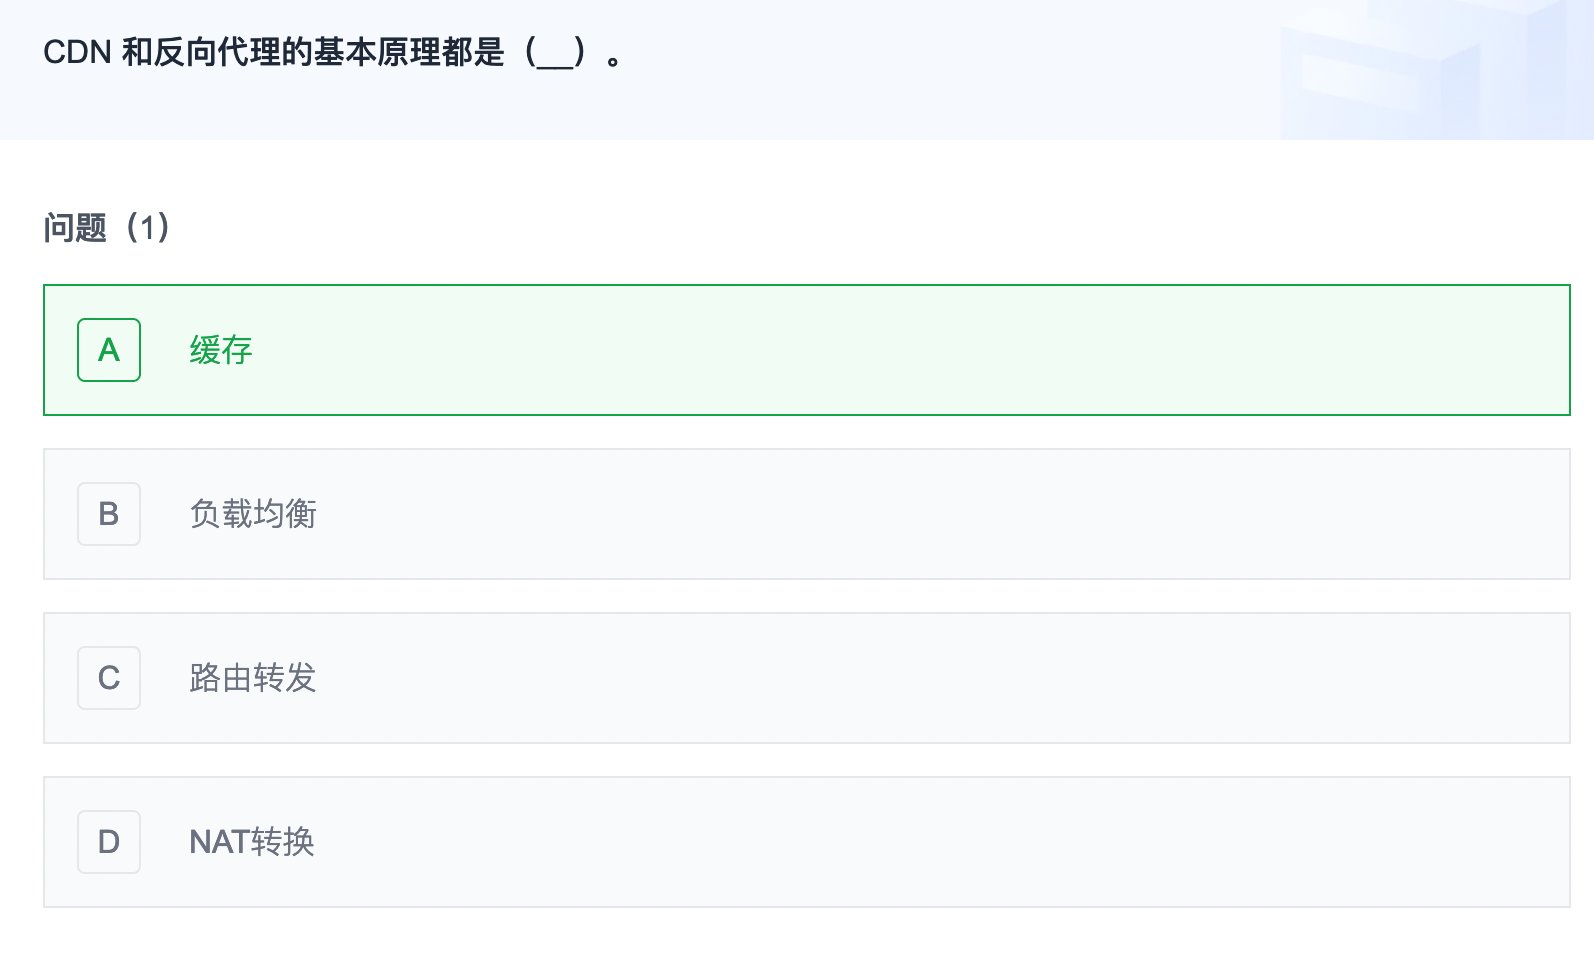 CDN 和反向代理的基本原理都是（__）。
问题（1）
A 缓存
B 负载均衡
C 路由转发
D NAT转换